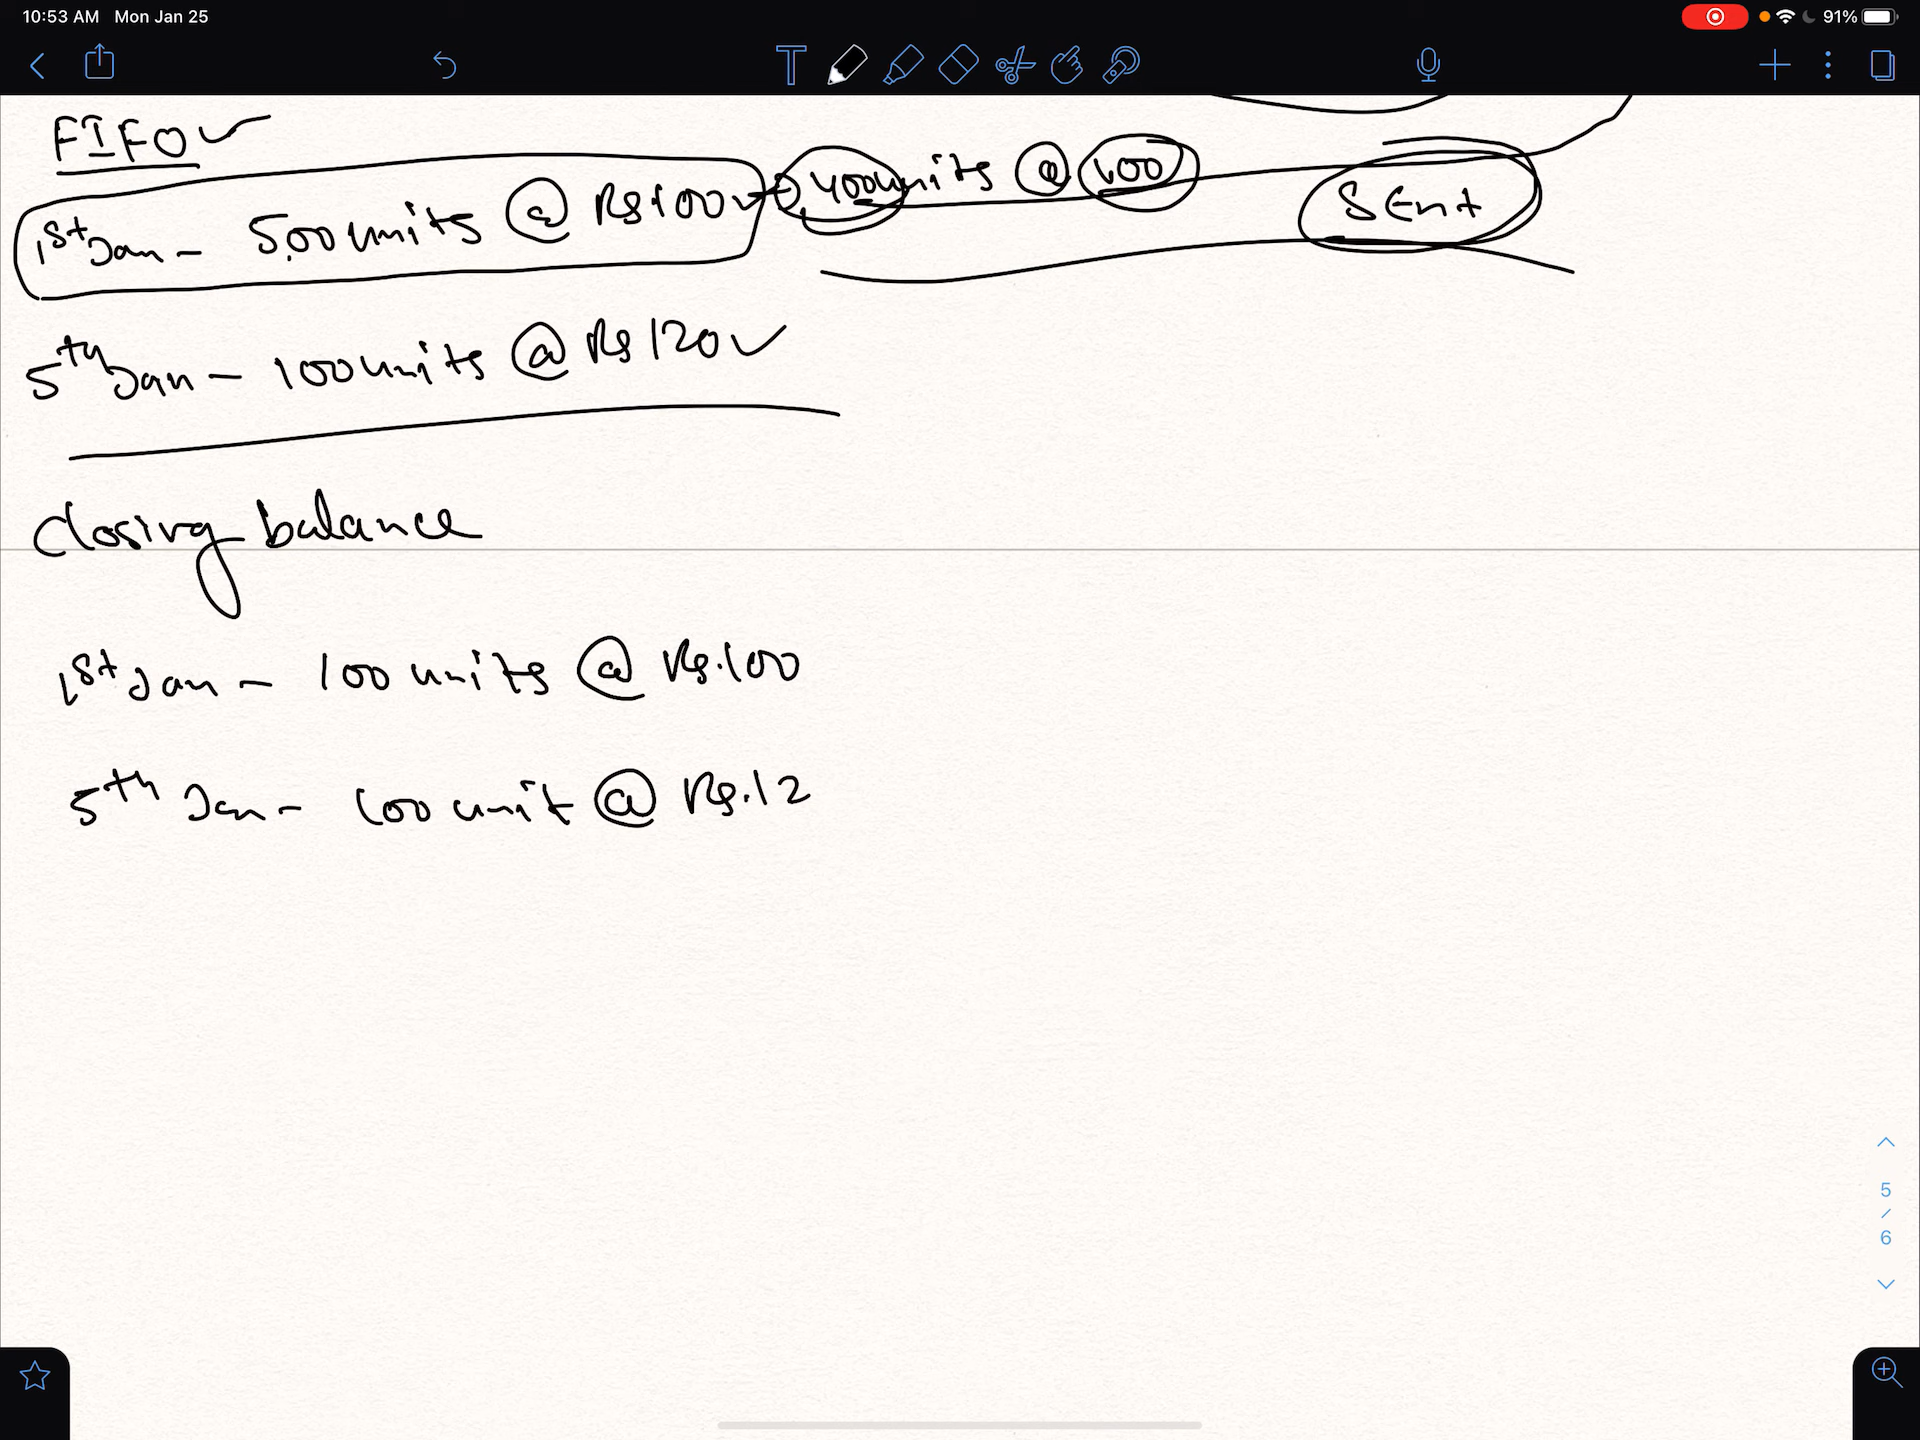 10:53 AM Mon Jan 25
91%
T
FIFO
1st Jan - 500 units @ Rs.100 400 units @ 100
Sent
5th Jan - 100 units @ Rs 120
Closing balance
1st Jan - 100 units @ Rs.100
5th Jan - 100 unit @ Rs.12
5
/
6